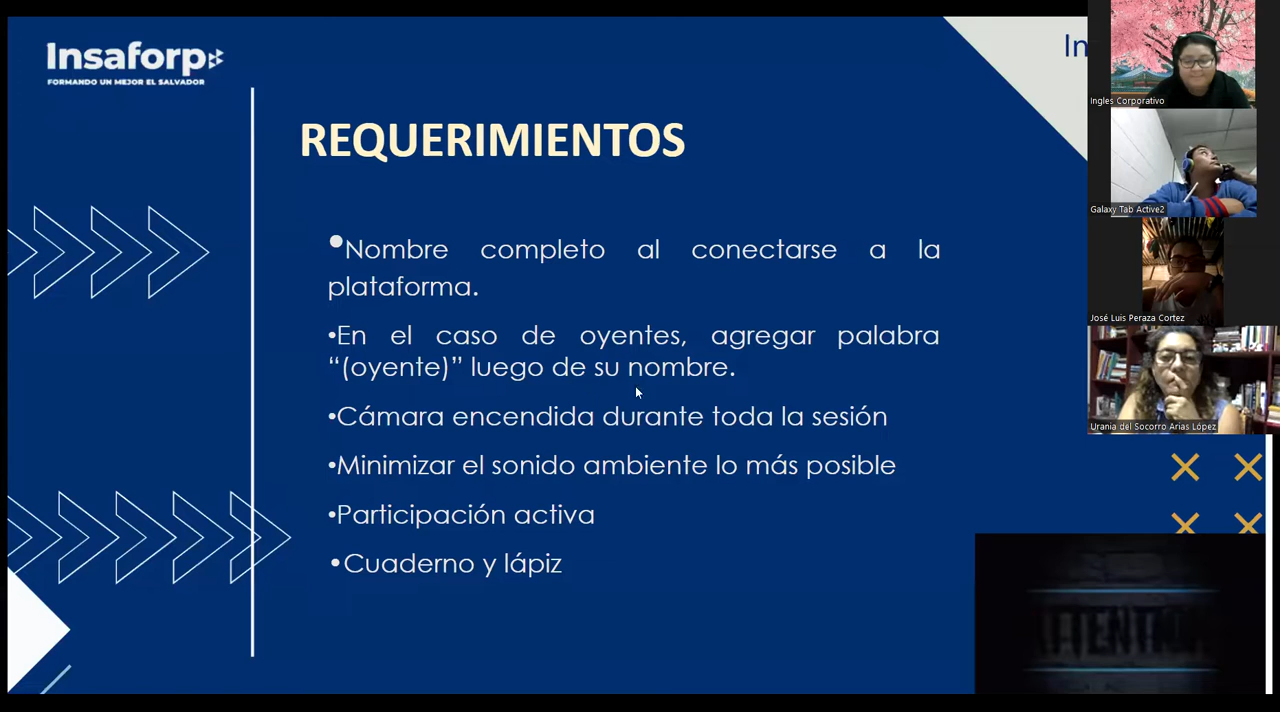 Insaforp
FORMANDO UN MEJOR EL SALVADOR
In
REQUERIMIENTOS
•Nombre completo al conectarse a la
plataforma.
•En el caso de oyentes, agregar palabra
“(oyente)” luego de su nombre.
•Cámara encendida durante toda la sesión
•Minimizar el sonido ambiente lo más posible
•Participación activa
•Cuaderno y lápiz
Ingles Corporativo
Galaxy Tab Active2
José Luis Peraza Cortez
Urania del Socorro Arias López